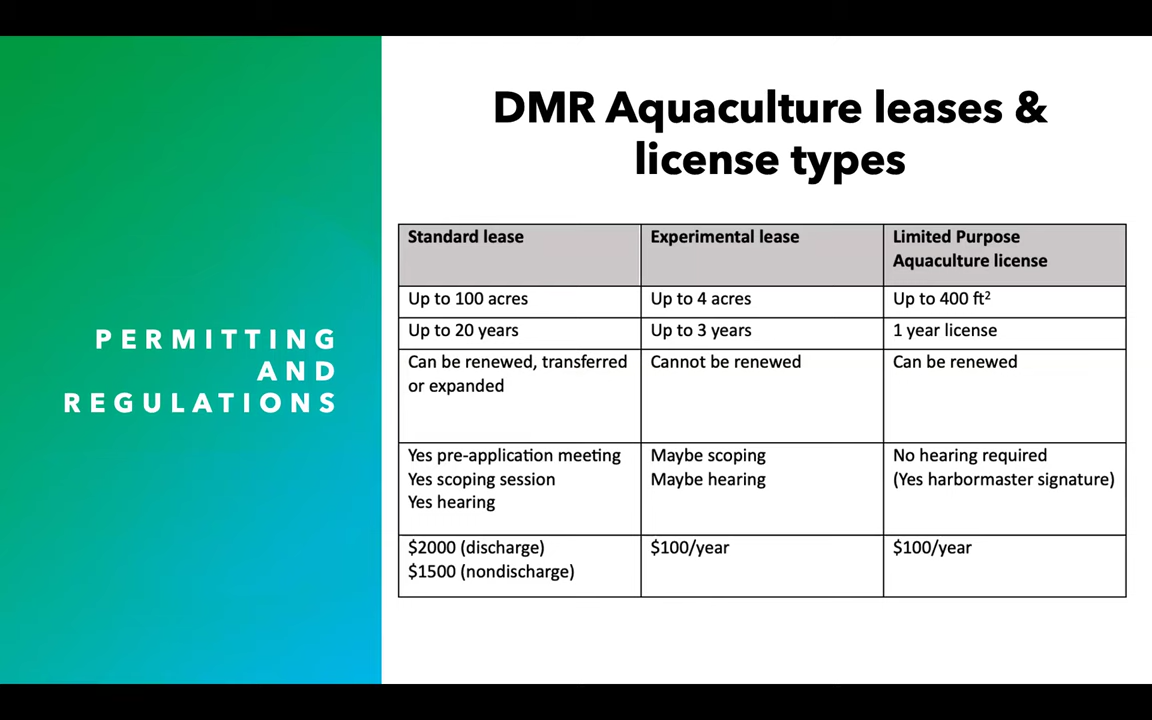 PERMITTING
AND
REGULATIONS
DMR Aquaculture leases &
license types
Standard lease
Experimental lease
Limited Purpose
Aquaculture license
Up to 100 acres
Up to 4 acres
Up to 400 ft²
Up to 20 years
Up to 3 years
1 year license
Can be renewed, transferred
or expanded
Cannot be renewed
Can be renewed
Yes pre-application meeting
Yes scoping session
Yes hearing
Maybe scoping
Maybe hearing
No hearing required
(Yes harbormaster signature)
$2000 (discharge)
$1500 (nondischarge)
$100/year
$100/year